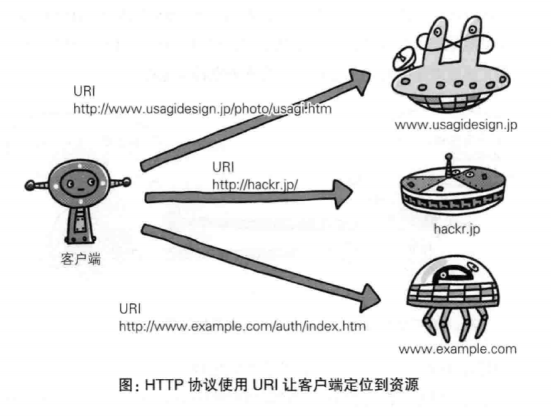 URI
http://www.usagidesign.jp/photo/usagi.htm
www.usagidesign.jp
URI
http://hackr.jp/
hackr.jp
客户端
URI
http://www.example.com/auth/index.htm
www.example.com
图：HTTP 协议使用 URI 让客户端定位到资源